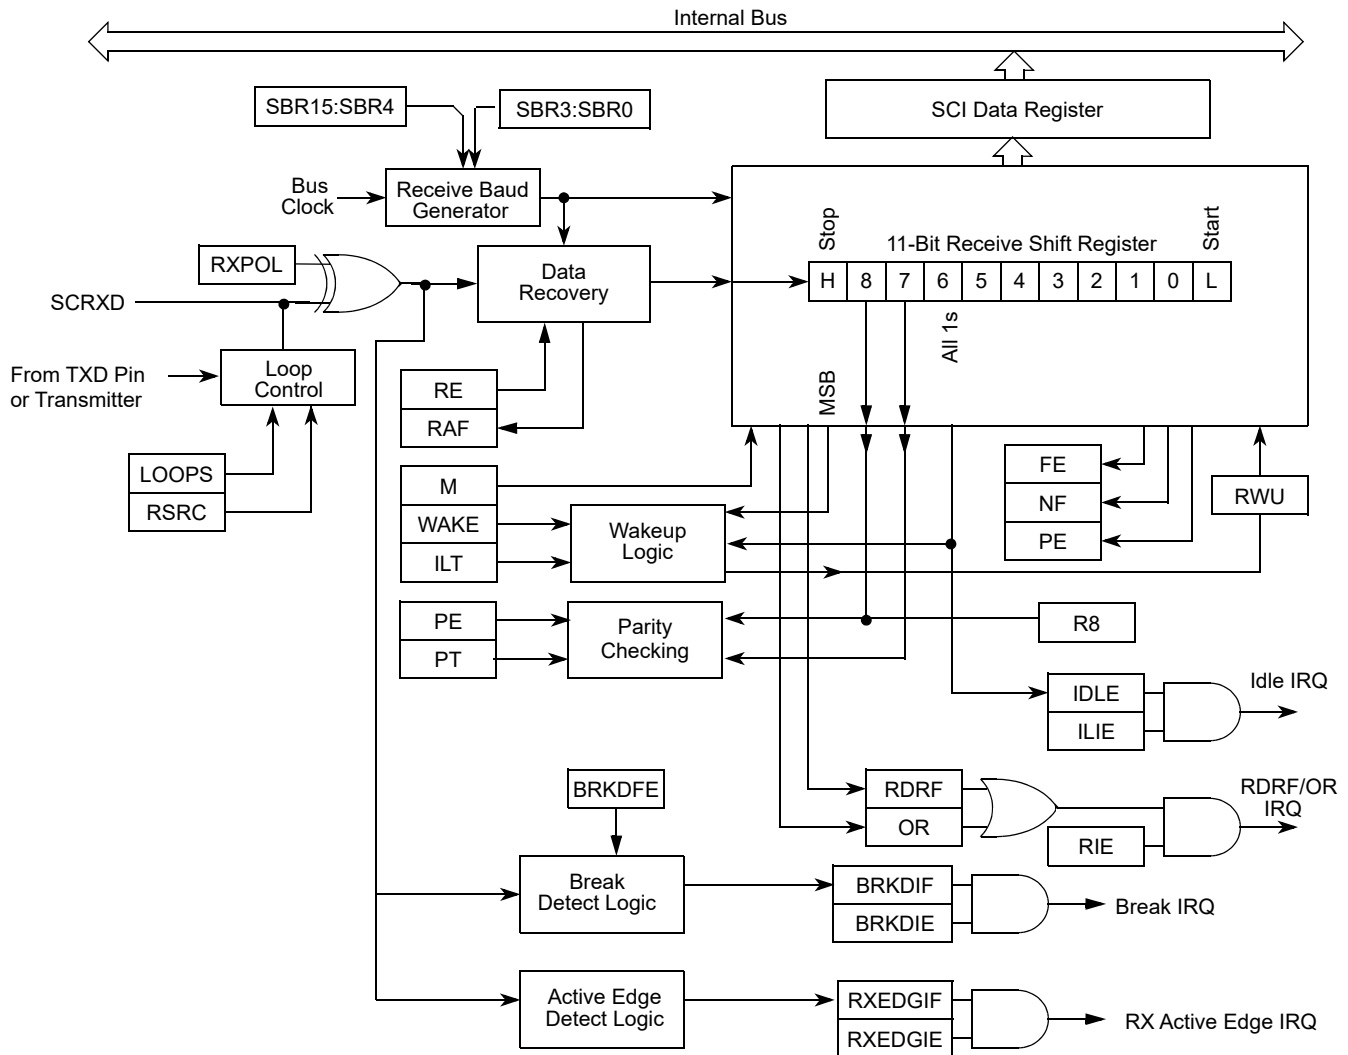 Internal Bus
SBR15:SBR4
SBR3:SBR0
SCI Data Register
Bus
Clock
Receive Baud
Generator
Stop
11-Bit Receive Shift Register
Start
RXPOL
Data
Recovery
H 8 7 6 5 4 3 2 1 0 L
SCRXD
All 1s
From TXD Pin
or Transmitter
Loop
Control
RE
RAF
MSB
LOOPS
RSRC
M
WAKE
ILT
Wakeup
Logic
FE
NF
PE
RWU
PE
PT
Parity
Checking
R8
IDLE
ILIE
Idle IRQ
BRKDFE
RDRF
OR
RIE
RDRF/OR
IRQ
Break
Detect Logic
BRKDIF
BRKDIE
Break IRQ
Active Edge
Detect Logic
RXEDGIF
RXEDGIE
RX Active Edge IRQ